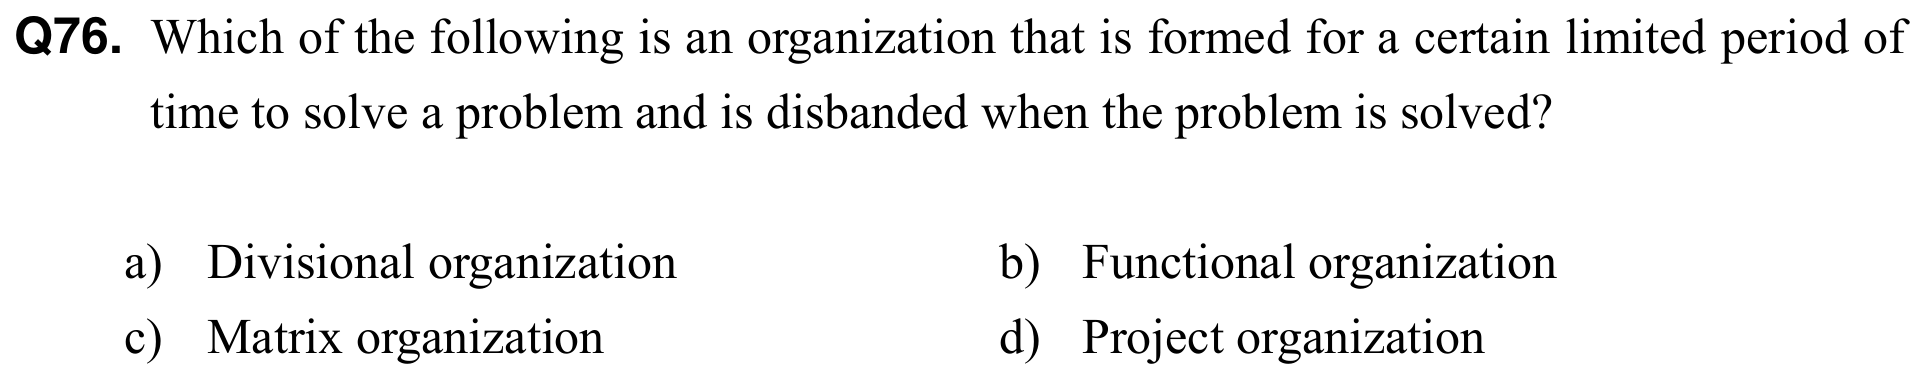 Q76. Which of the following is an organization that is formed for a certain limited period of
time to solve a problem and is disbanded when the problem is solved?
a) Divisional organization b) Functional organization
c) Matrix organization d) Project organization